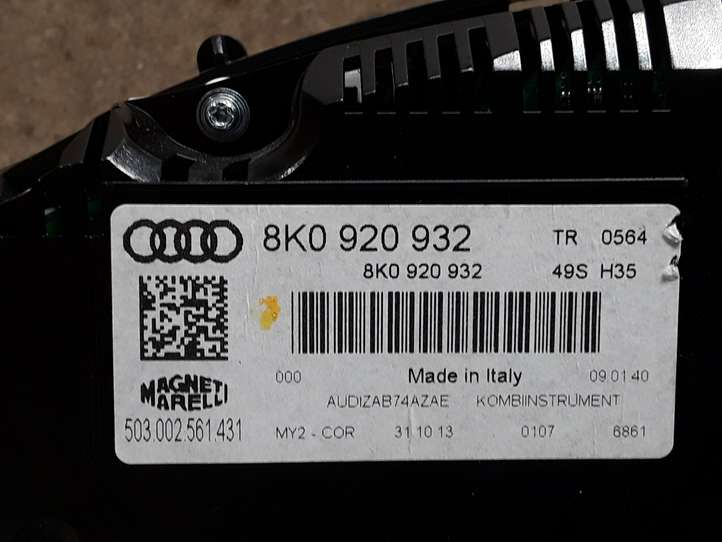 8K0 920 932 TR 0564
8K0 920 932 49S H35
MAGNETI
MARELLI
503.002.561.431
000 Made in Italy 09.01.40
AUDIZAB74AZAE KOMBIINSTRUMENT
MY2 - COR 31 10 13 0107 6861